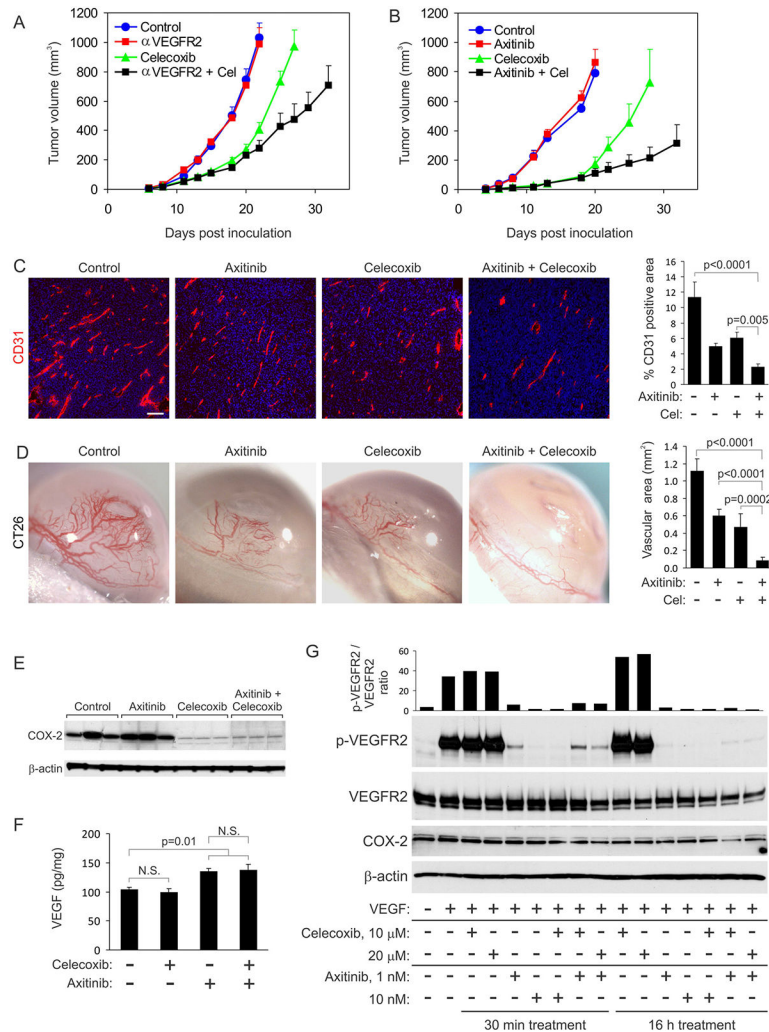 A
Tumor volume (mm³)
1200
1000
800
600
400
200
0
Control
αVEGFR2
Celecoxib
αVEGFR2 + Cel
0 10 20 30
Days post inoculation
B
Tumor volume (mm³)
1200
1000
800
600
400
200
0
Control
Axitinib
Celecoxib
Axitinib + Cel
0 10 20 30
Days post inoculation
C
Control Axitinib Celecoxib Axitinib + Celecoxib
CD31
% CD31 positive area
16
14
12
10
8
6
4
2
0
p<0.0001
p=0.005
Axitinib: - + - +
Cel: - - + +
D
Control Axitinib Celecoxib Axitinib + Celecoxib
CT26
Vascular area (mm²)
1.4
1.2
1.0
0.8
0.6
0.4
0.2
0.0
p<0.0001
p<0.0001
p=0.0002
Axitinib: - + - +
Cel: - - + +
E
Control Axitinib Celecoxib Axitinib + Celecoxib
COX-2
β-actin
F
VEGF (pg/mg)
200
150
100
50
0
N.S.
p=0.01
N.S.
Celecoxib: - + - +
Axitinib: - - + +
G
p-VEGFR2 /
VEGFR2
ratio
60
40
20
0
p-VEGFR2
VEGFR2
COX-2
β-actin
VEGF: - + + + + + + + + + + + + + + +
Celecoxib, 10 µM: - - + - - - + + - + - - - + + -
20 µM: - - - + - - - - + - + - - - - +
Axitinib, 1 nM: - - - - + - - + + - - + - - + +
10 nM: - - - - - + + - - - - - + + - -
30 min treatment 16 h treatment